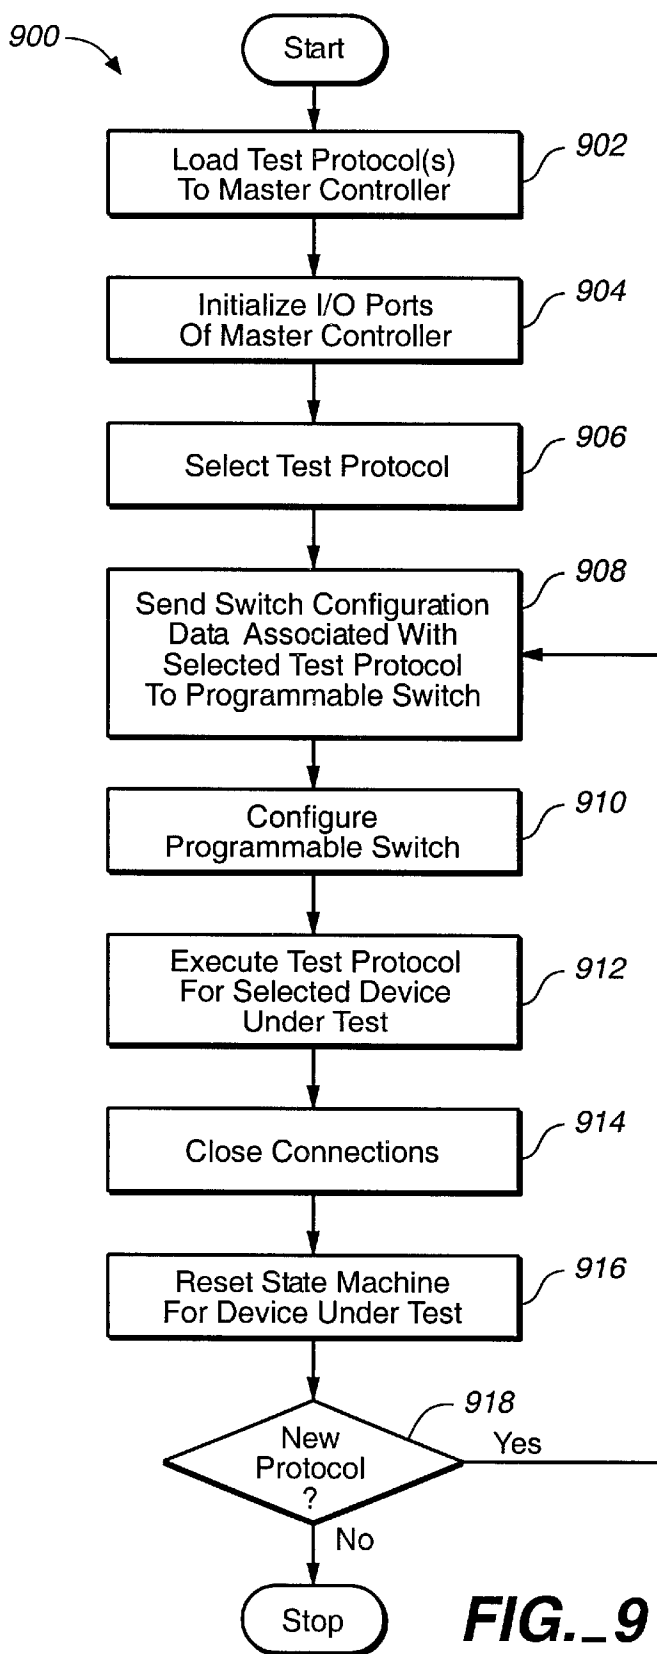 900
Start
Load Test Protocol(s)
To Master Controller
902
Initialize I/O Ports
Of Master Controller
904
Select Test Protocol
906
Send Switch Configuration
Data Associated With
Selected Test Protocol
To Programmable Switch
908
Configure
Programmable Switch
910
Execute Test Protocol
For Selected Device
Under Test
912
Close Connections
914
Reset State Machine
For Device Under Test
916
New
Protocol
?
918
Yes
No
Stop
FIG._9